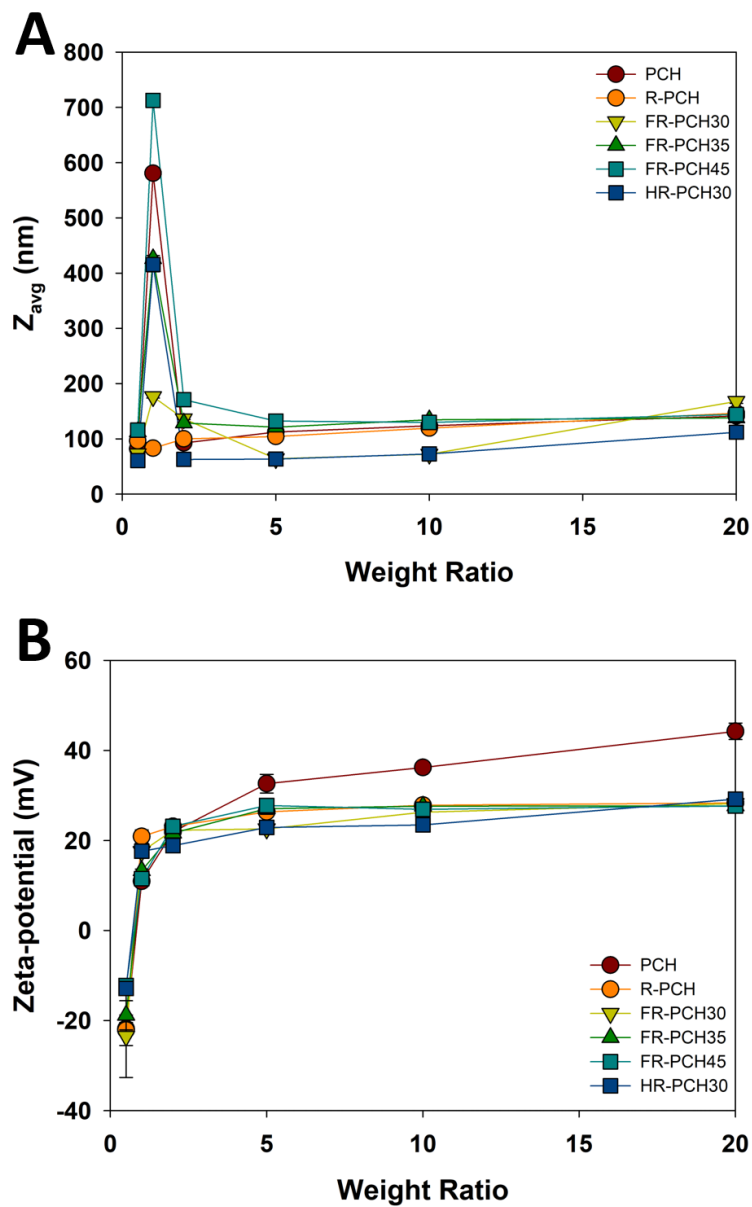 A
800
700
600
500
400
300
200
100
0
Z avg (nm)
PCH
R-PCH
FR-PCH30
FR-PCH35
FR-PCH45
HR-PCH30
0 5 10 15 20
Weight Ratio
B
60
40
20
0
-20
-40
Zeta-potential (mV)
PCH
R-PCH
FR-PCH30
FR-PCH35
FR-PCH45
HR-PCH30
0 5 10 15 20
Weight Ratio